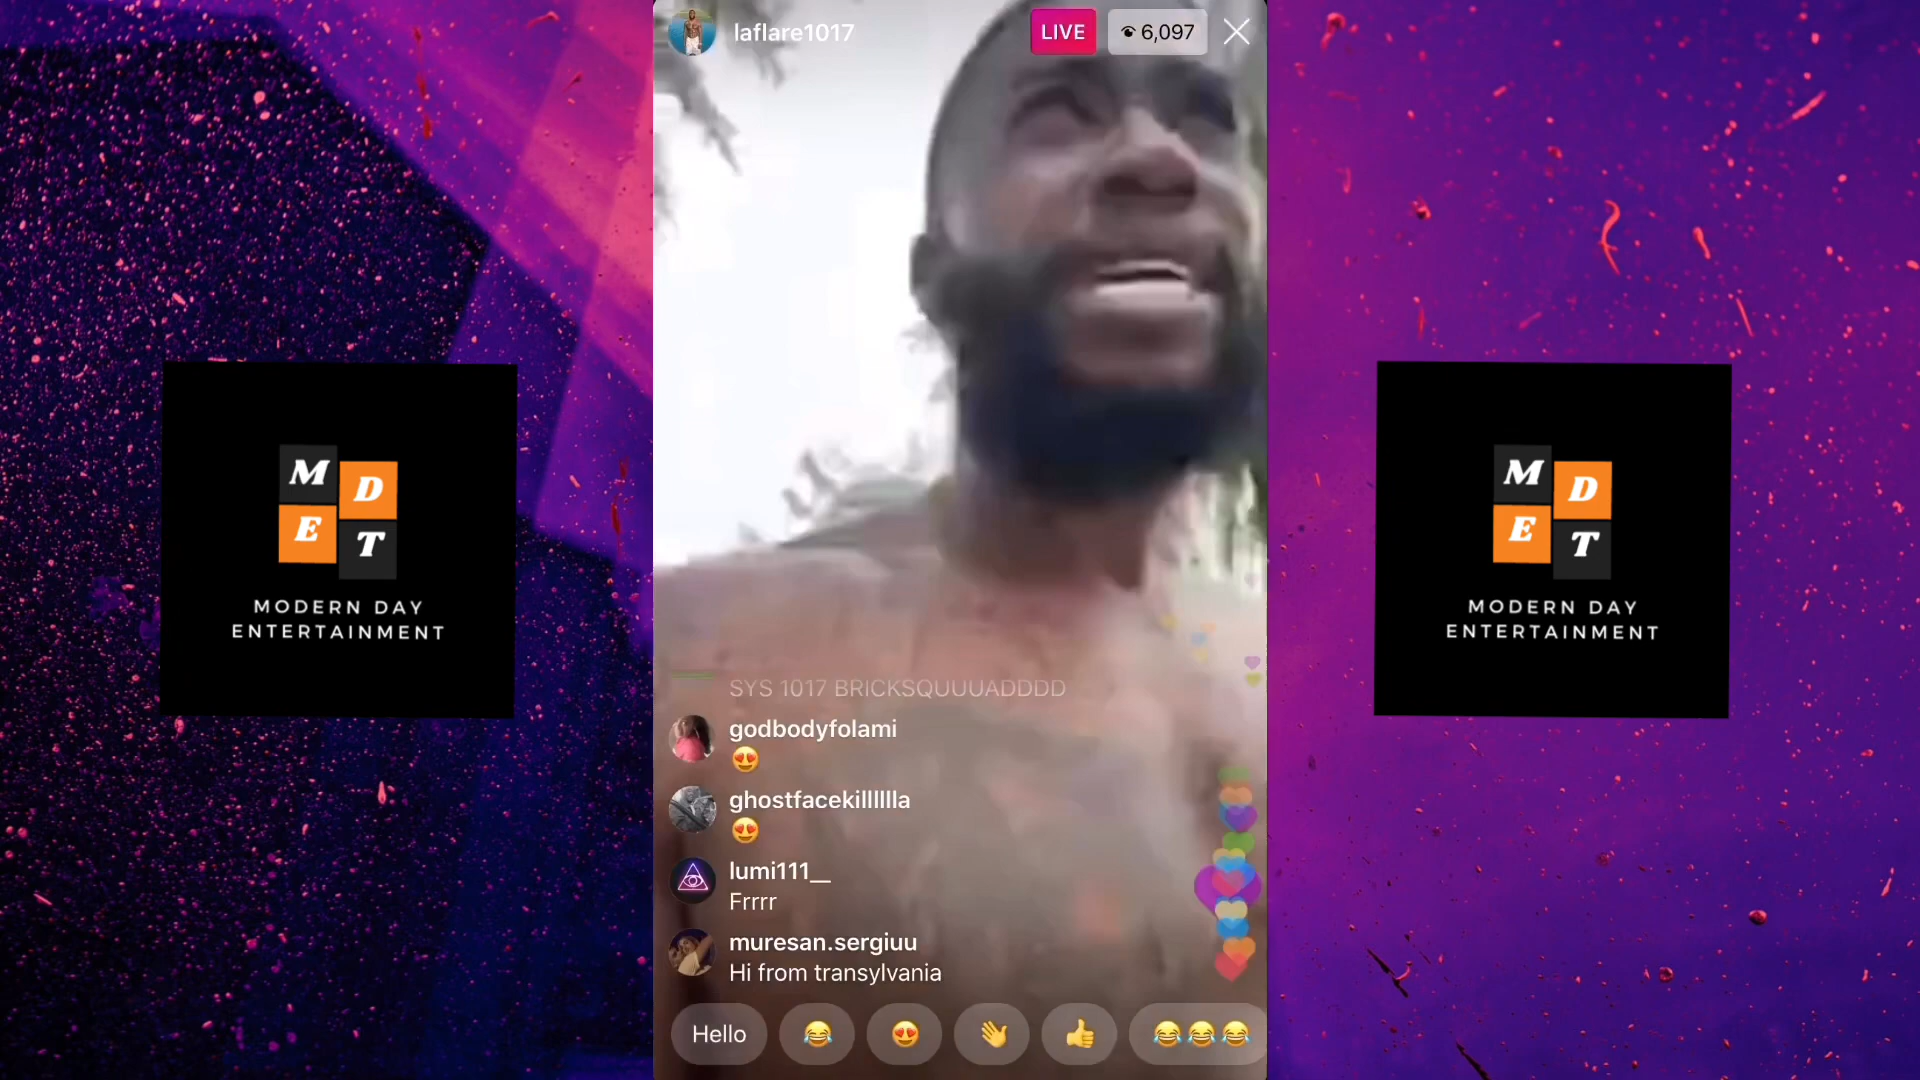 laflare1017
LIVE
6,097
M
D
E
T
MODERN DAY
ENTERTAINMENT
M
D
E
T
MODERN DAY
ENTERTAINMENT
SYS 1017 BRICKSQUUUADDDD
godbodyfolami
😍
ghostfacekilllllla
😍
lumi111__
Frrrr
muresan.sergiuu
Hi from transylvania
Hello 😂 😍 👋 👍 😂😂😂